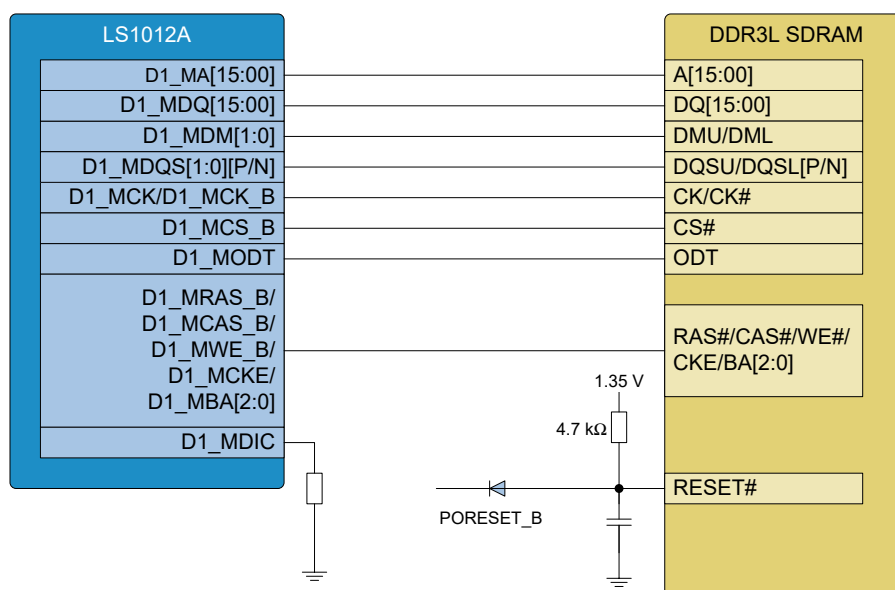 LS1012A
DDR3L SDRAM
D1_MA[15:00]
A[15:00]
D1_MDQ[15:00]
DQ[15:00]
D1_MDM[1:0]
DMU/DML
D1_MDQS[1:0][P/N]
DQSU/DQSL[P/N]
D1_MCK/D1_MCK_B
CK/CK#
D1_MCS_B
CS#
D1_MODT
ODT
D1_MRAS_B/
D1_MCAS_B/
D1_MWE_B/
D1_MCKE/
D1_MBA[2:0]
RAS#/CAS#/WE#/
CKE/BA[2:0]
1.35 V
4.7 kΩ
D1_MDIC
RESET#
PORESET_B